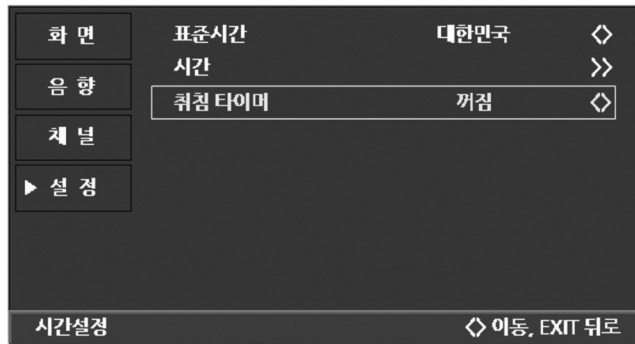 화 면
음 향
채 널
▶ 설 정
표준시간 대한민국 <>
시간 >>
취침 타이머 꺼짐 <>
시간설정 <> 이동, EXIT 뒤로